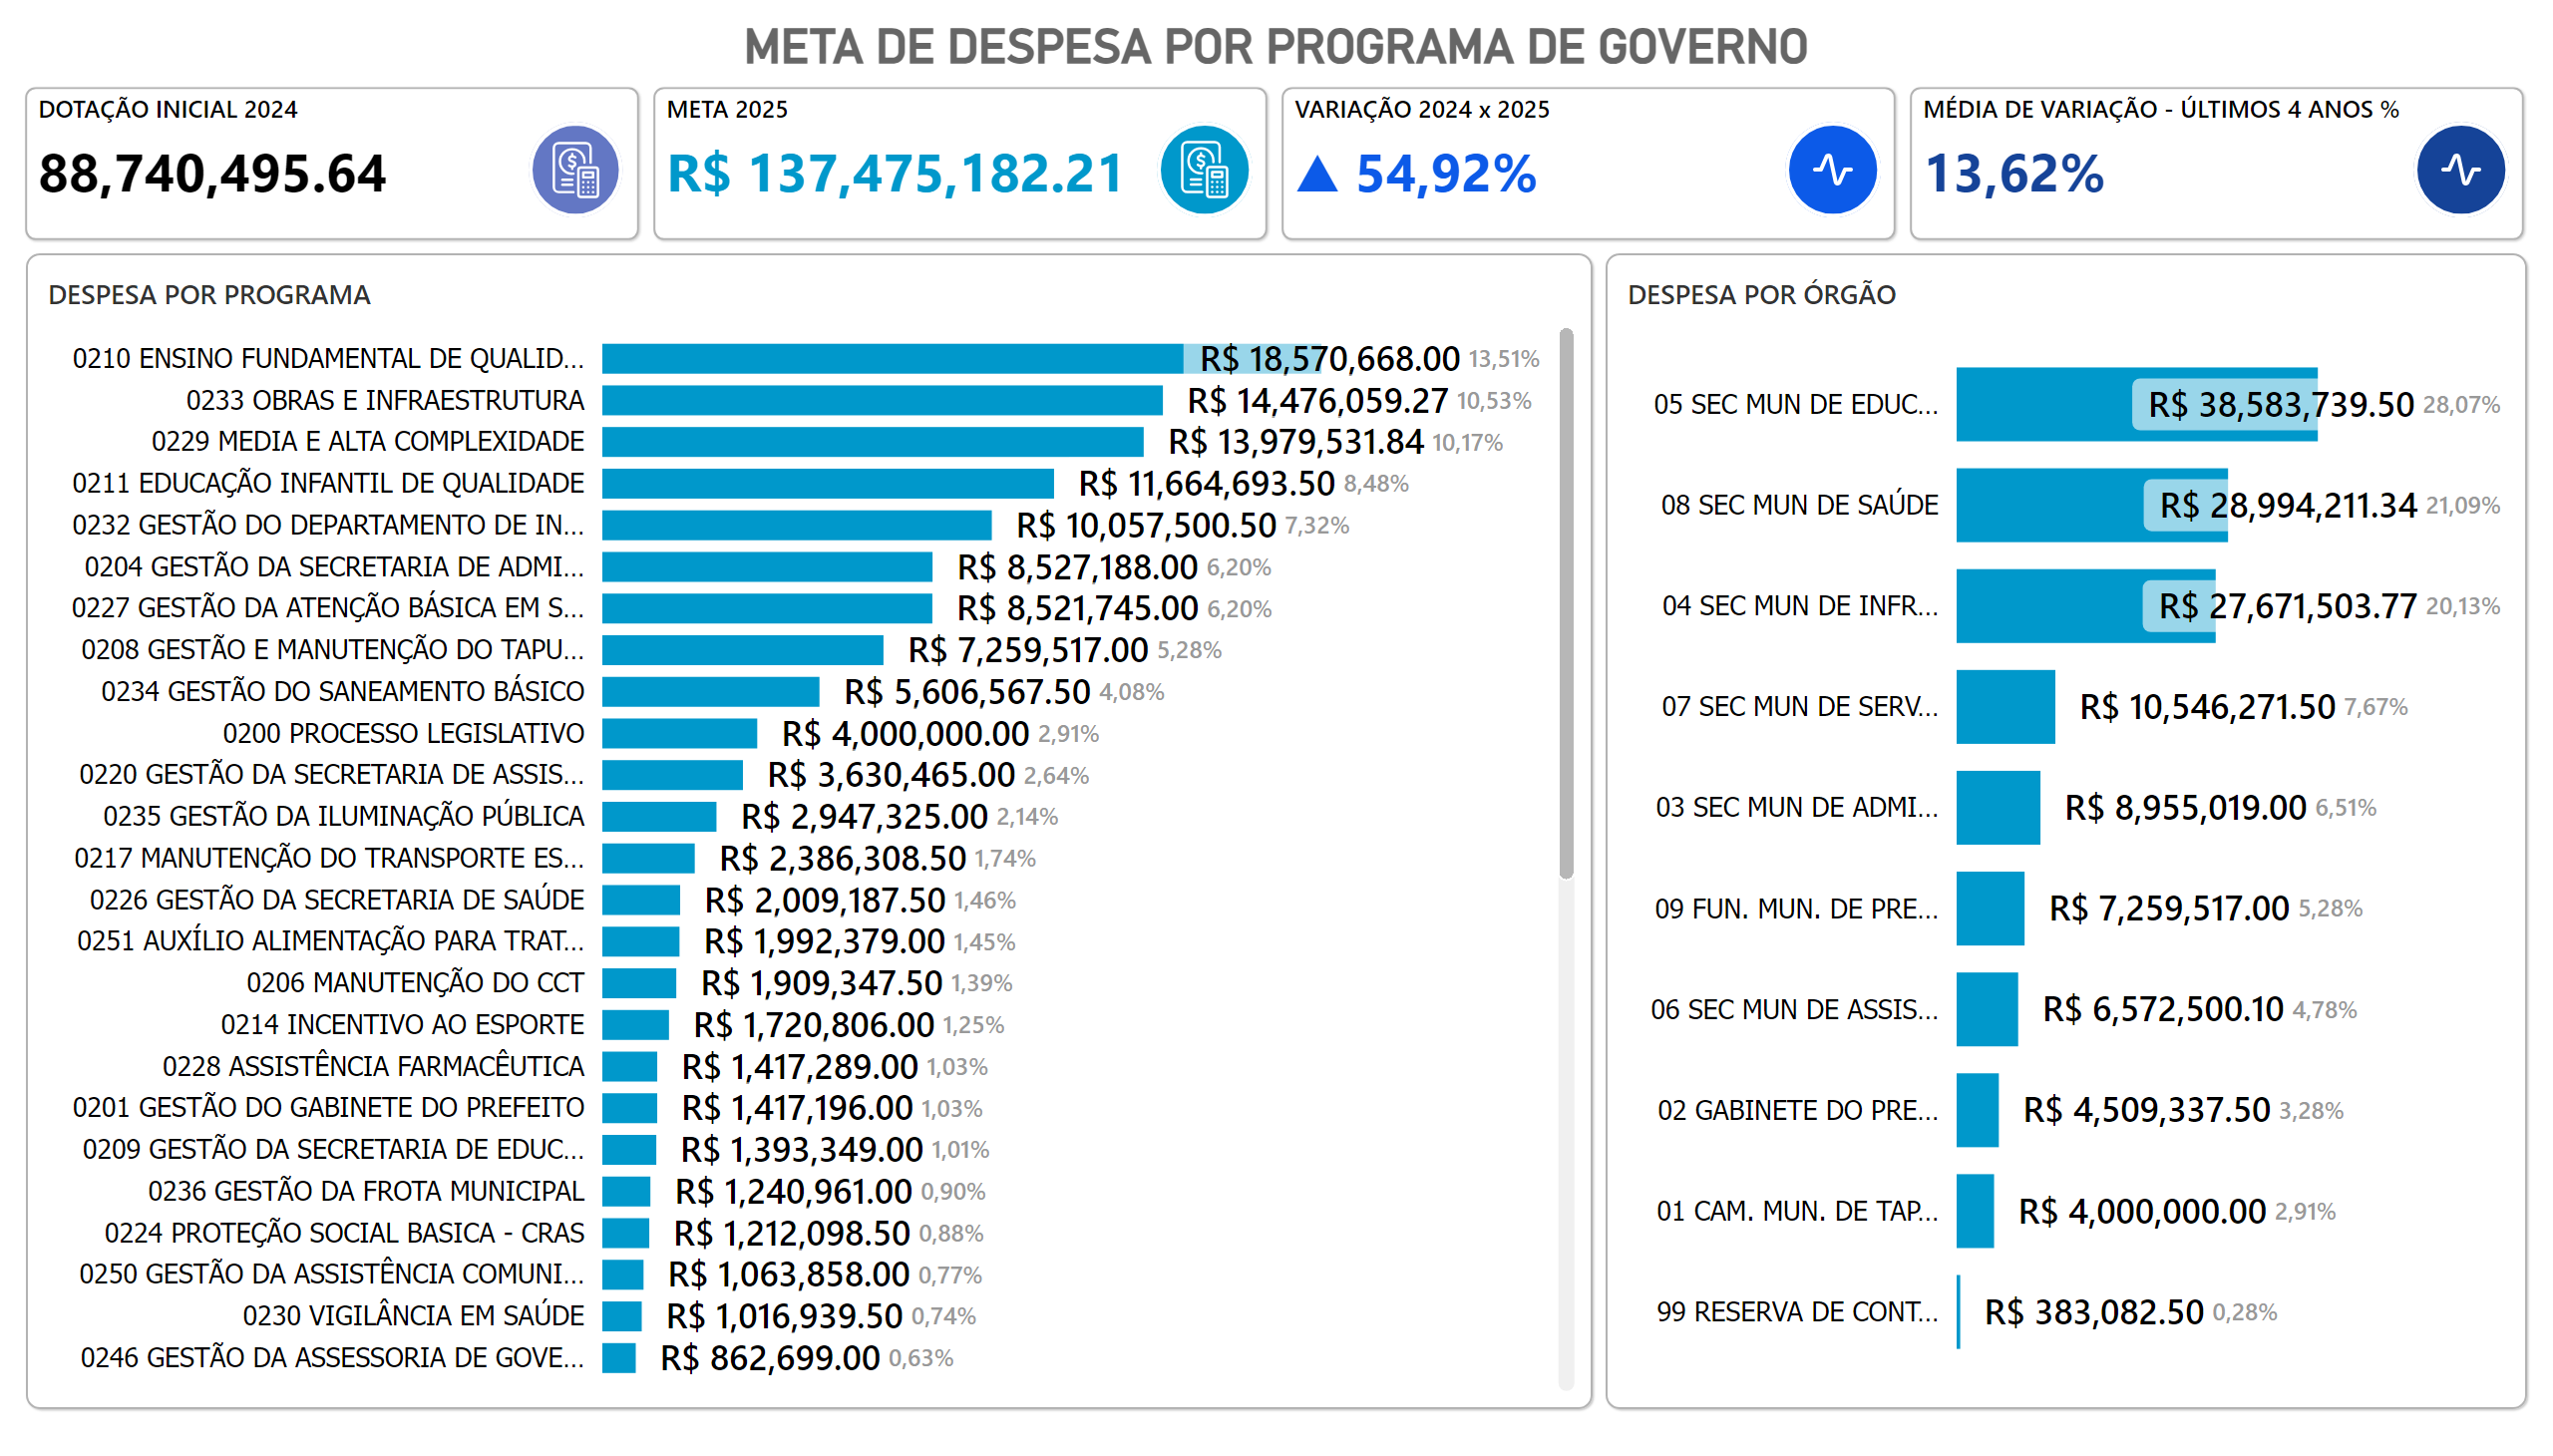 META DE DESPESA POR PROGRAMA DE GOVERNO
DOTAÇÃO INICIAL 2024
88,740,495.64
META 2025
R$ 137,475,182.21
VARIAÇÃO 2024 x 2025
▲ 54,92%
MÉDIA DE VARIAÇÃO - ÚLTIMOS 4 ANOS %
13,62%
DESPESA POR PROGRAMA
0210 ENSINO FUNDAMENTAL DE QUALID... R$ 18,570,668.00 13,51%
0233 OBRAS E INFRAESTRUTURA R$ 14,476,059.27 10,53%
0229 MEDIA E ALTA COMPLEXIDADE R$ 13,979,531.84 10,17%
0211 EDUCAÇÃO INFANTIL DE QUALIDADE R$ 11,664,693.50 8,48%
0232 GESTÃO DO DEPARTAMENTO DE IN... R$ 10,057,500.50 7,32%
0204 GESTÃO DA SECRETARIA DE ADMI... R$ 8,527,188.00 6,20%
0227 GESTÃO DA ATENÇÃO BÁSICA EM S... R$ 8,521,745.00 6,20%
0208 GESTÃO E MANUTENÇÃO DO TAPU... R$ 7,259,517.00 5,28%
0234 GESTÃO DO SANEAMENTO BÁSICO R$ 5,606,567.50 4,08%
0200 PROCESSO LEGISLATIVO R$ 4,000,000.00 2,91%
0220 GESTÃO DA SECRETARIA DE ASSIS... R$ 3,630,465.00 2,64%
0235 GESTÃO DA ILUMINAÇÃO PÚBLICA R$ 2,947,325.00 2,14%
0217 MANUTENÇÃO DO TRANSPORTE ES... R$ 2,386,308.50 1,74%
0226 GESTÃO DA SECRETARIA DE SAÚDE R$ 2,009,187.50 1,46%
0251 AUXÍLIO ALIMENTAÇÃO PARA TRAT... R$ 1,992,379.00 1,45%
0206 MANUTENÇÃO DO CCT R$ 1,909,347.50 1,39%
0214 INCENTIVO AO ESPORTE R$ 1,720,806.00 1,25%
0228 ASSISTÊNCIA FARMACÊUTICA R$ 1,417,289.00 1,03%
0201 GESTÃO DO GABINETE DO PREFEITO R$ 1,417,196.00 1,03%
0209 GESTÃO DA SECRETARIA DE EDUC... R$ 1,393,349.00 1,01%
0236 GESTÃO DA FROTA MUNICIPAL R$ 1,240,961.00 0,90%
0224 PROTEÇÃO SOCIAL BASICA - CRAS R$ 1,212,098.50 0,88%
0250 GESTÃO DA ASSISTÊNCIA COMUNI... R$ 1,063,858.00 0,77%
0230 VIGILÂNCIA EM SAÚDE R$ 1,016,939.50 0,74%
0246 GESTÃO DA ASSESSORIA DE GOVE... R$ 862,699.00 0,63%
DESPESA POR ÓRGÃO
05 SEC MUN DE EDUC... R$ 38,583,739.50 28,07%
08 SEC MUN DE SAÚDE R$ 28,994,211.34 21,09%
04 SEC MUN DE INFR... R$ 27,671,503.77 20,13%
07 SEC MUN DE SERV... R$ 10,546,271.50 7,67%
03 SEC MUN DE ADMI... R$ 8,955,019.00 6,51%
09 FUN. MUN. DE PRE... R$ 7,259,517.00 5,28%
06 SEC MUN DE ASSIS... R$ 6,572,500.10 4,78%
02 GABINETE DO PRE... R$ 4,509,337.50 3,28%
01 CAM. MUN. DE TAP... R$ 4,000,000.00 2,91%
99 RESERVA DE CONT... R$ 383,082.50 0,28%